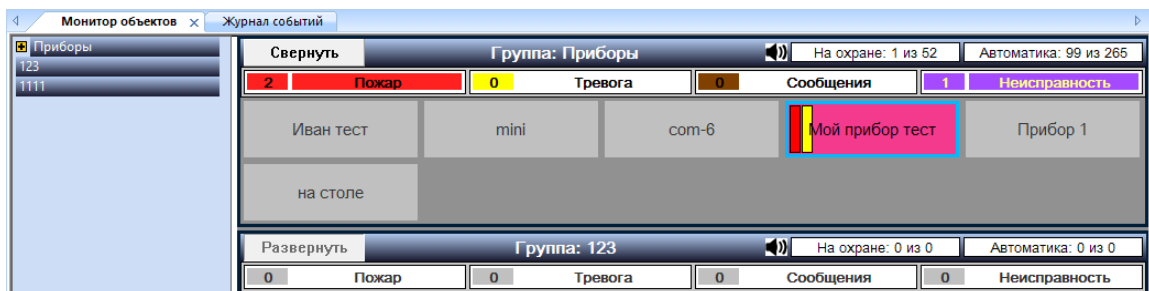 Монитор объектов x Журнал событий
Приборы
123
1111
Свернуть Группа: Приборы На охране: 1 из 52 Автоматика: 99 из 265
2 Пожар 0 Тревога 0 Сообщения 1 Неисправность
Иван тест mini com-6 Мой прибор тест Прибор 1
на столе
Развернуть Группа: 123 На охране: 0 из 0 Автоматика: 0 из 0
0 Пожар 0 Тревога 0 Сообщения 0 Неисправность